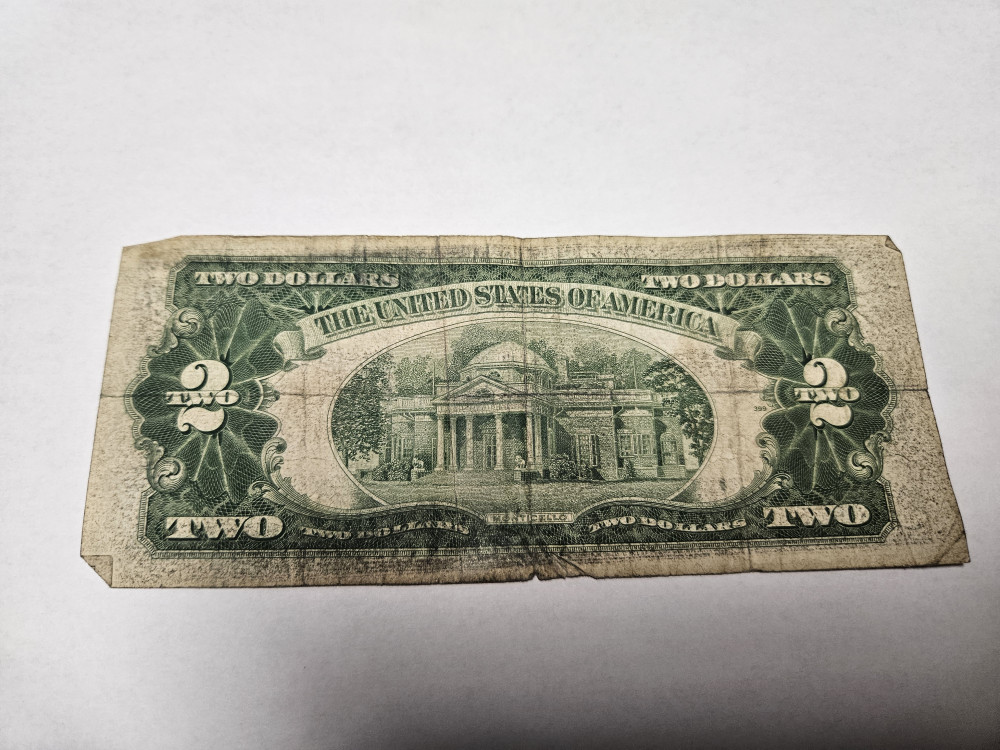 TWO DOLLARS TWO DOLLARS
THE UNITED STATES OF AMERICA
2 2
TWO TWO
MONTICELLO
TWO TWO DOLLARS TWO DOLLARS TWO